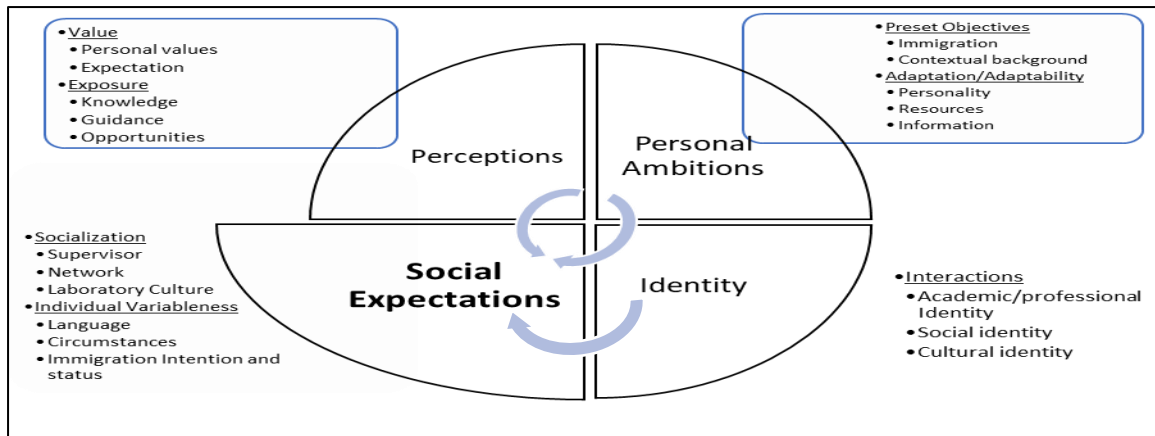 Value
Personal values
Expectation
Exposure
Knowledge
Guidance
Opportunities
Preset Objectives
Immigration
Contextual background
Adaptation/Adaptability
Personality
Resources
Information
Perceptions
Personal
Ambitions
Socialization
Supervisor
Network
Laboratory Culture
Individual Variableness
Language
Circumstances
Immigration Intention and
status
Social
Expectations
Identity
Interactions
Academic/professional
Identity
Social identity
Cultural identity